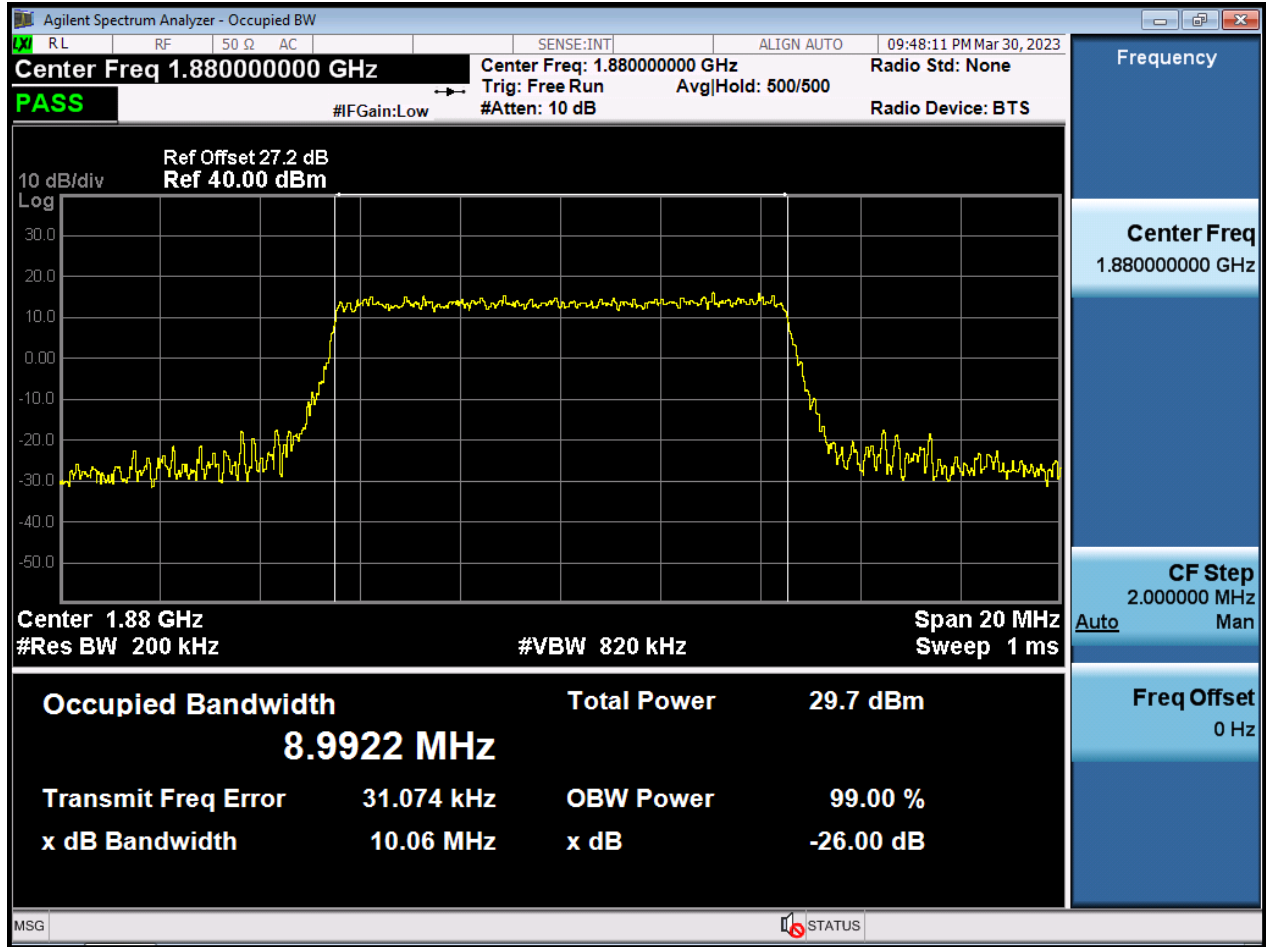 Agilent Spectrum Analyzer - Occupied BW
LXI RL RF 50 Ω AC SENSE:INT ALIGN AUTO 09:48:11 PM Mar 30, 2023
Center Freq 1.880000000 GHz
Center Freq: 1.880000000 GHz
Radio Std: None
Trig: Free Run Avg|Hold: 500/500
PASS
#IFGain:Low
#Atten: 10 dB
Radio Device: BTS
Ref Offset 27.2 dB
10 dB/div Ref 40.00 dBm
Log
30.0
20.0
10.0
0.00
-10.0
-20.0
-30.0
-40.0
-50.0
Center 1.88 GHz Span 20 MHz
#Res BW 200 kHz #VBW 820 kHz Sweep 1 ms
Occupied Bandwidth Total Power 29.7 dBm
8.9922 MHz
Transmit Freq Error 31.074 kHz OBW Power 99.00 %
x dB Bandwidth 10.06 MHz x dB -26.00 dB
MSG STATUS
Frequency
Center Freq
1.880000000 GHz
CF Step
2.000000 MHz
Auto Man
Freq Offset
0 Hz